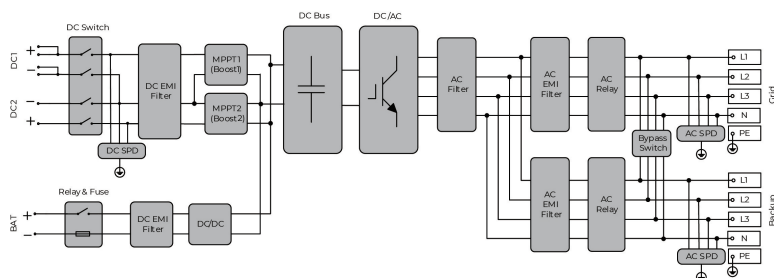 DC Switch
DC Bus
DC/AC
DC1
+
−
DC2
−
+
DC EMI
Filter
MPPT1
(Boost1)
MPPT2
(Boost2)
DC SPD
AC
Filter
AC
EMI
Filter
AC
Relay
Bypass
Switch
L1
L2
L3
N
PE
AC SPD
Grid
Relay & Fuse
BAT
+
−
DC EMI
Filter
DC/DC
AC
EMI
Filter
AC
Relay
L1
L2
L3
N
PE
AC SPD
Backup